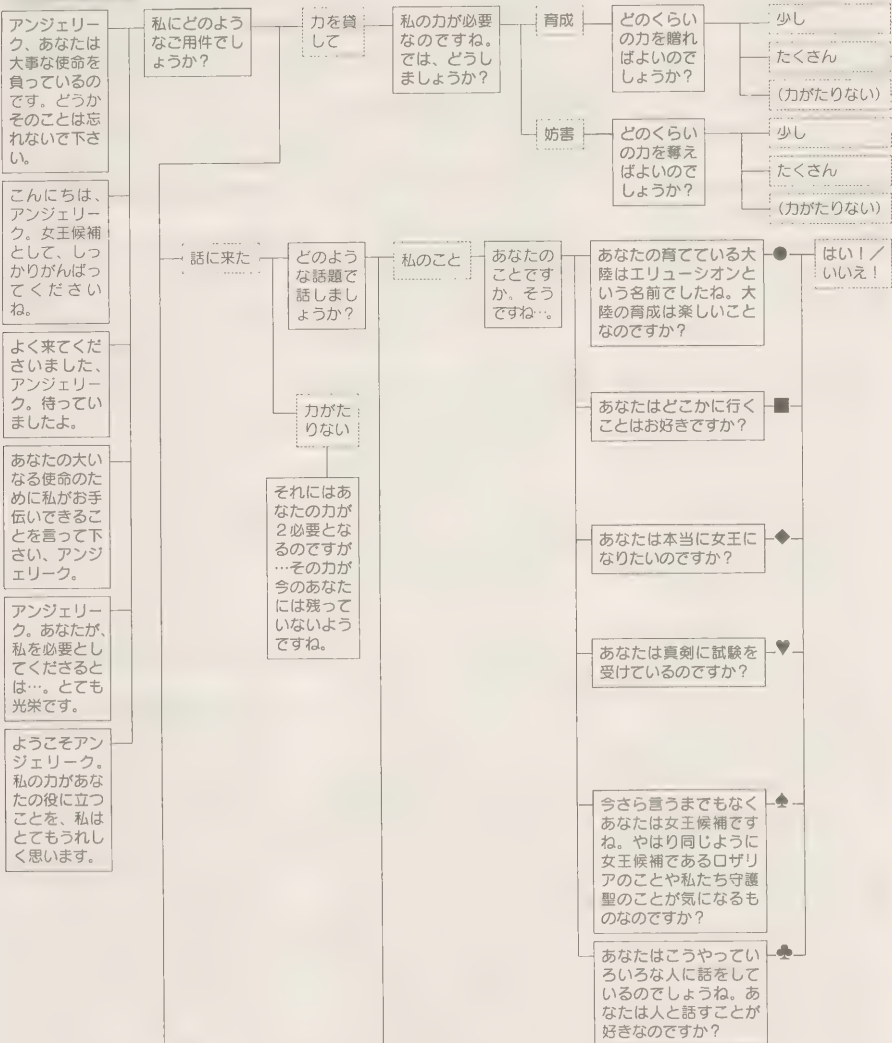 アンジェリー
ク、あなたは
大事な使命を
負っているの
です。どうか
そのことは忘
れないで下さ
い。
こんにちは、
アンジェリー
ク。女王候補
として、しっ
かりがんばっ
てください
ね。
よく来てくだ
さいました、
アンジェリー
ク。待ってい
ましたよ。
あなたの大い
なる使命のた
めに私がお手
伝いできるこ
とを言って下
さい、アンジ
ェリーク。
アンジェリー
ク。あなたが、
私を必要とし
てくださると
は…。とても
光栄です。
ようこそアン
ジェリーク。
私の力があな
たの役に立つ
ことを、私は
とてもうれし
く思います。
私にどのよう
なご用件でし
ょうか？
力を貸
して
私の力が必要
なのですね。
では、どうし
ましょうか？
育成
どのくらい
の力を贈れ
ばよいので
しょうか？
少し
たくさん
（力がたりない）
妨害
どのくらい
の力を奪え
ばよいので
しょうか？
少し
たくさん
（力がたりない）
話に来た
どのよう
な話題で
話しまし
ょうか？
力がた
りない
それにはあ
なたの力が
2必要とな
るのですが
…その力が
今のあなた
には残って
いないよう
ですね。
私のこと
あなたの
ことです
か。そう
ですね…。
あなたの育てている大
陸はエリューシオンと
いう名前でしたね。大
陸の育成は楽しいこと
なのですか？
●
はい！／
いいえ！
あなたはどこかに行く
ことはお好きですか？
■
あなたは本当に女王に
なりたいのですか？
◆
あなたは真剣に試験を
受けているのですか？
♥
今さら言うまでもなく
あなたは女王候補です
ね。やはり同じように
女王候補であるロザリ
アのことや私たち守護
聖のことが気になるも
のなのですか？
♠
あなたはこうやってい
ろいろな人に話をして
いるのでしょうね。あ
なたは人と話すことが
好きなのですか？
♣